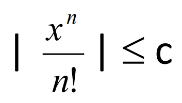 | xⁿ / n! | ≤ c